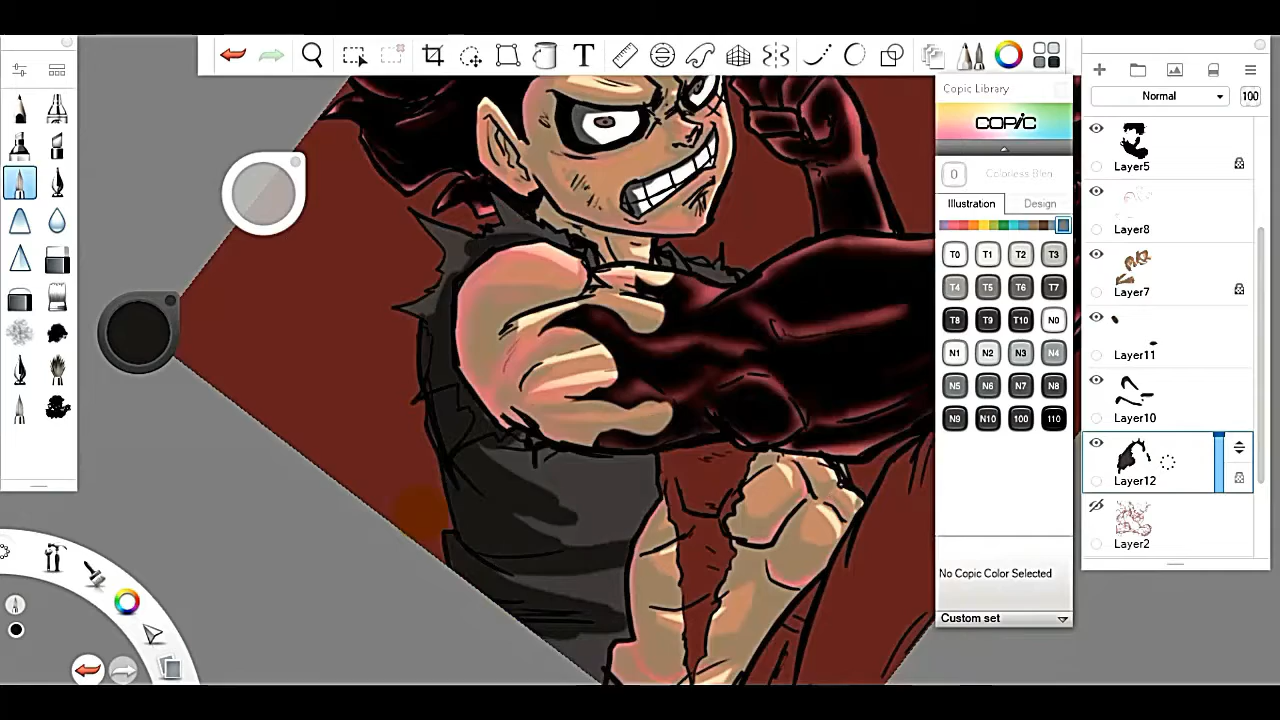 T
Copic Library
COPIC
0 Colorless Blen
Illustration Design
T0 T1 T2 T3
T4 T5 T6 T7
T8 T9 T10 N0
N1 N2 N3 N4
N5 N6 N7 N8
N9 N10 100 110
No Copic Color Selected
Custom set
Normal 100
Layer5
Layer8
Layer7
Layer11
Layer10
Layer12
Layer2